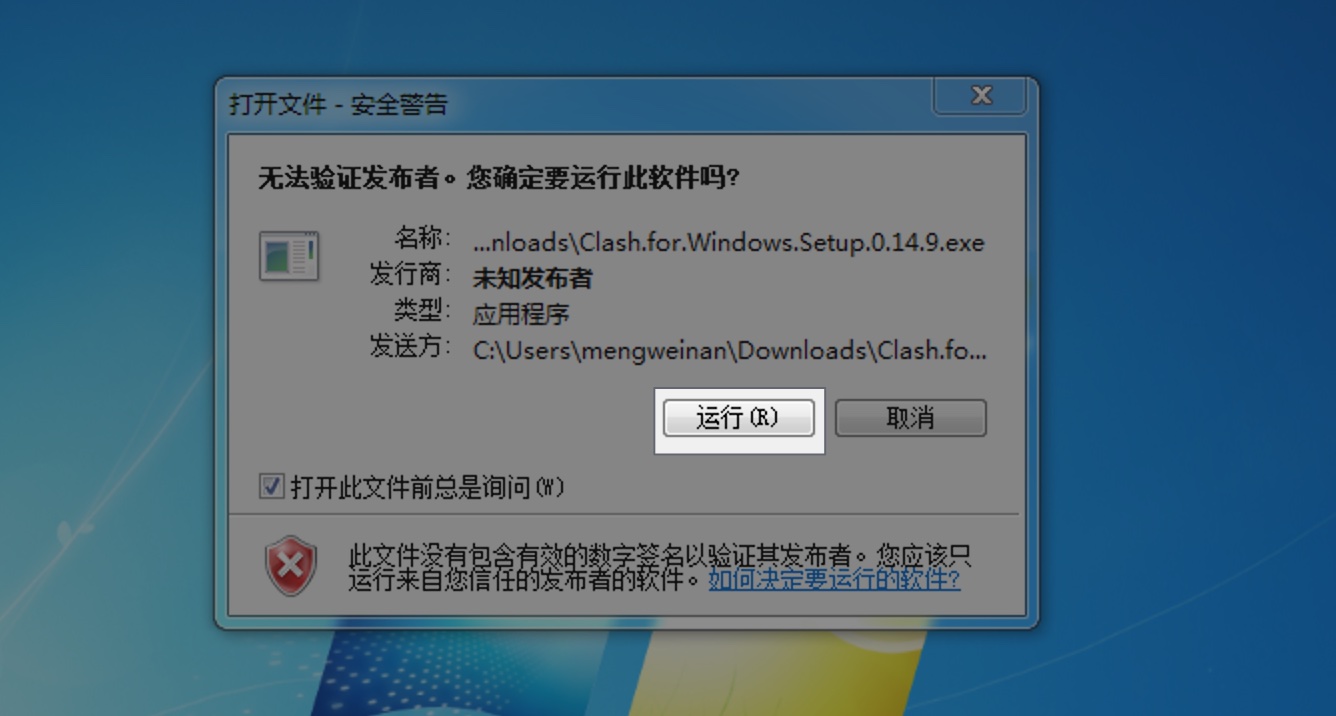 打开文件 - 安全警告
无法验证发布者。您确定要运行此软件吗?
名称: ...nloads\Clash.for.Windows.Setup.0.14.9.exe
发行商: 未知发布者
类型: 应用程序
发送方: C:\Users\mengweinan\Downloads\Clash.fo...
运行(R) 取消
打开此文件前总是询问(W)
此文件没有包含有效的数字签名以验证其发布者。您应该只
运行来自您信任的发布者的软件。如何决定要运行的软件?